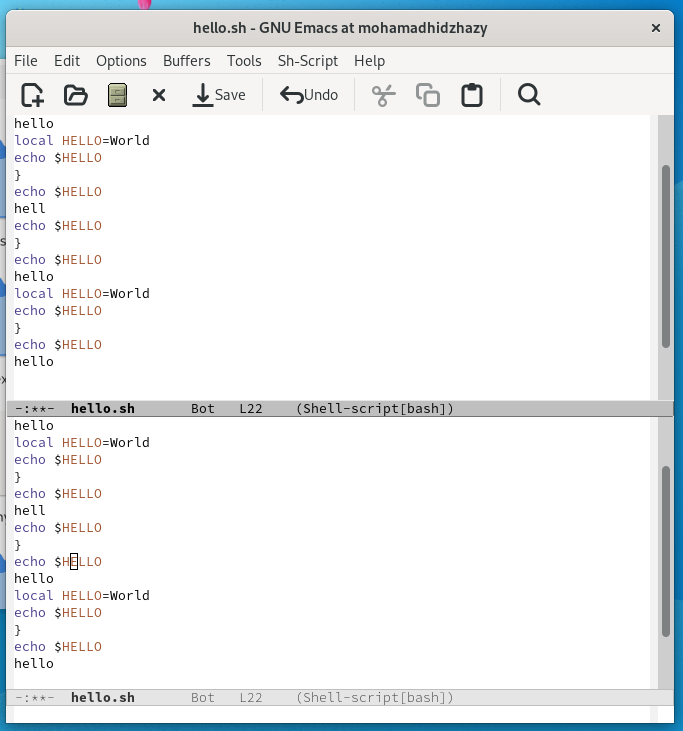 hello.sh - GNU Emacs at mohamadhidzhazy
File Edit Options Buffers Tools Sh-Script Help
Save Undo
hello
local HELLO=World
echo $HELLO
}
echo $HELLO
hell
echo $HELLO
}
echo $HELLO
hello
local HELLO=World
echo $HELLO
}
echo $HELLO
hello
-:**- hello.sh Bot L22 (Shell-script[bash])
hello
local HELLO=World
echo $HELLO
}
echo $HELLO
hell
echo $HELLO
}
echo $HELLO
hello
local HELLO=World
echo $HELLO
}
echo $HELLO
hello
-:**- hello.sh Bot L22 (Shell-script[bash])